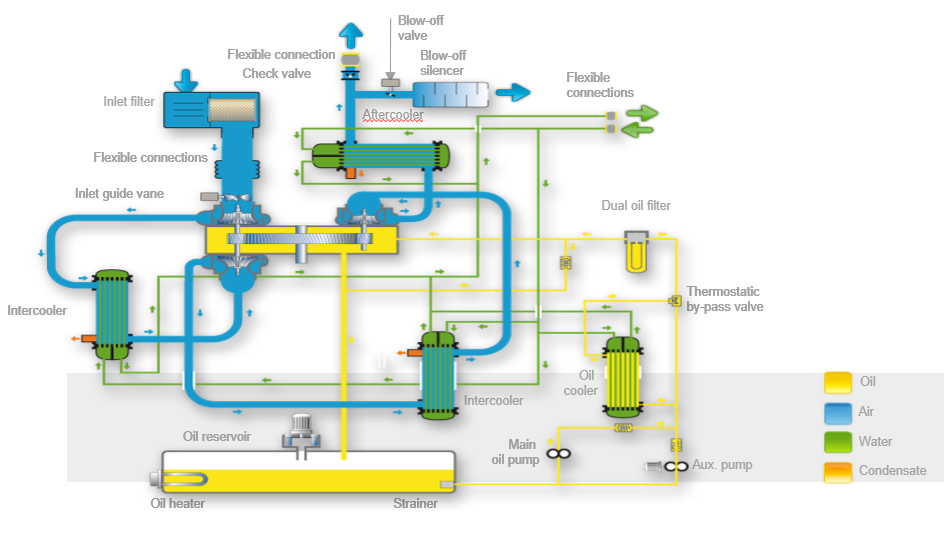 Blow-off
valve
Flexible connection
Check valve
Blow-off
silencer
Flexible
connections
Inlet filter
Aftercooler
Flexible connections
Inlet guide vane
Dual oil filter
Intercooler
Thermostatic
by-pass valve
Oil
cooler
Intercooler
Oil
Air
Water
Condensate
Oil reservoir
Main
oil pump
Aux. pump
Oil heater
Strainer